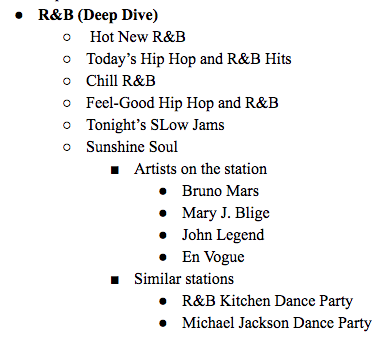 R&B (Deep Dive)
Hot New R&B
Today's Hip Hop and R&B Hits
Chill R&B
Feel-Good Hip Hop and R&B
Tonight's SLow Jams
Sunshine Soul
Artists on the station
Bruno Mars
Mary J. Blige
John Legend
En Vogue
Similar stations
R&B Kitchen Dance Party
Michael Jackson Dance Party